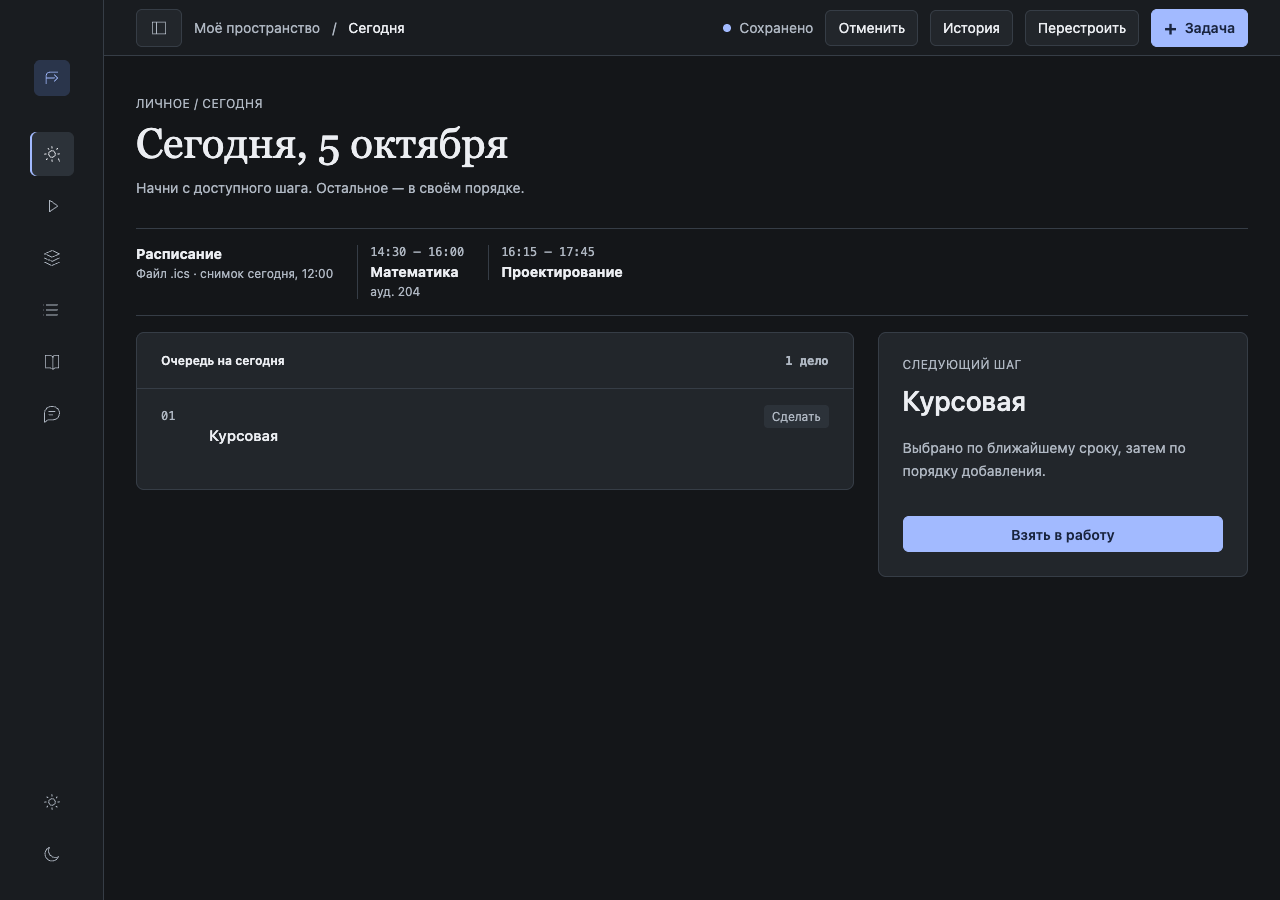 Моё пространство / Сегодня
Сохранено
Отменить
История
Перестроить
+ Задача
ЛИЧНОЕ / СЕГОДНЯ
Сегодня, 5 октября
Начни с доступного шага. Остальное — в своём порядке.
Расписание
Файл .ics · снимок сегодня, 12:00
14:30 – 16:00
Математика
ауд. 204
16:15 – 17:45
Проектирование
Очередь на сегодня
1 дело
01
Курсовая
Сделать
СЛЕДУЮЩИЙ ШАГ
Курсовая
Выбрано по ближайшему сроку, затем по
порядку добавления.
Взять в работу